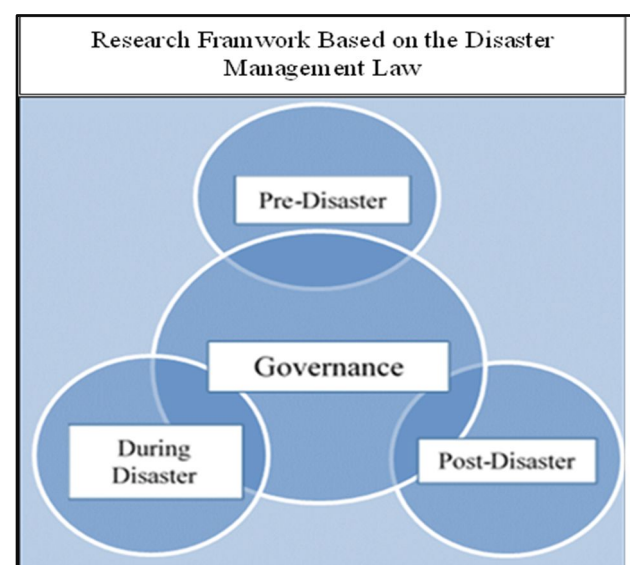 Research Framwork Based on the Disaster
Management Law
Pre-Disaster
Governance
During
Disaster
Post-Disaster